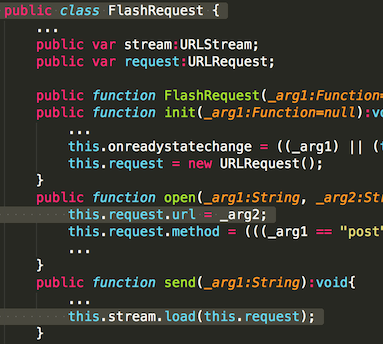 public class FlashRequest {
...
public var stream:URLStream;
public var request:URLRequest;
public function FlashRequest(_arg1:Function=
public function init(_arg1:Function=null):vo
...
this.onreadystatechange = ((_arg1) || (t
this.request = new URLRequest();
}
public function open(_arg1:String, _arg2:Str
this.request.url = _arg2;
this.request.method = (((_arg1 == "post"
...
}
public function send(_arg1:String):void{
...
this.stream.load(this.request);
}